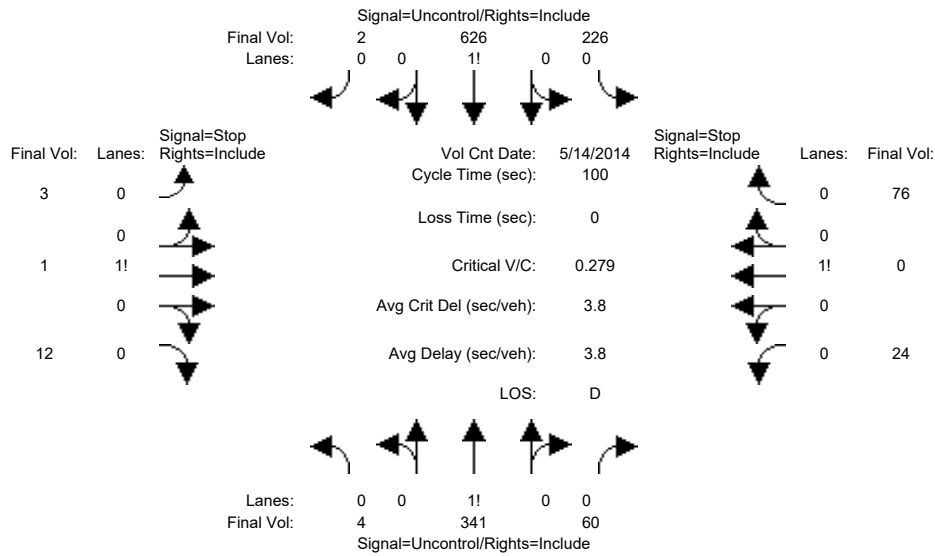 Signal=Uncontrol/Rights=Include
Final Vol: 2 626 226
Lanes: 0 0 1! 0 0
Signal=Stop
Final Vol: Lanes: Rights=Include
Vol Cnt Date: 5/14/2014
Signal=Stop
Rights=Include Lanes: Final Vol:
Cycle Time (sec): 100
3 0
0 76
Loss Time (sec): 0
0
0
1 1!
Critical V/C: 0.279
1! 0
0
Avg Crit Del (sec/veh): 3.8
0
12 0
Avg Delay (sec/veh): 3.8
0 24
LOS: D
Lanes: 0 0 1! 0 0
Final Vol: 4 341 60
Signal=Uncontrol/Rights=Include